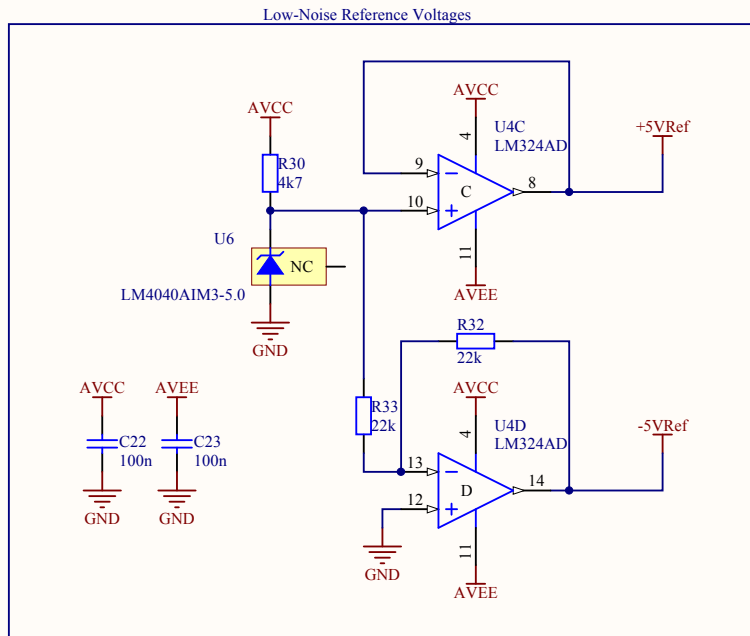 Low-Noise Reference Voltages
AVCC
R30
4k7
U6
NC
LM4040AIM3-5.0
GND
AVCC
4
U4C
LM324AD
9
10
C
8
11
AVEE
+5VRef
R32
22k
R33
22k
AVCC
4
U4D
LM324AD
13
12
D
14
11
AVEE
GND
-5VRef
AVCC
C22
100n
GND
AVEE
C23
100n
GND